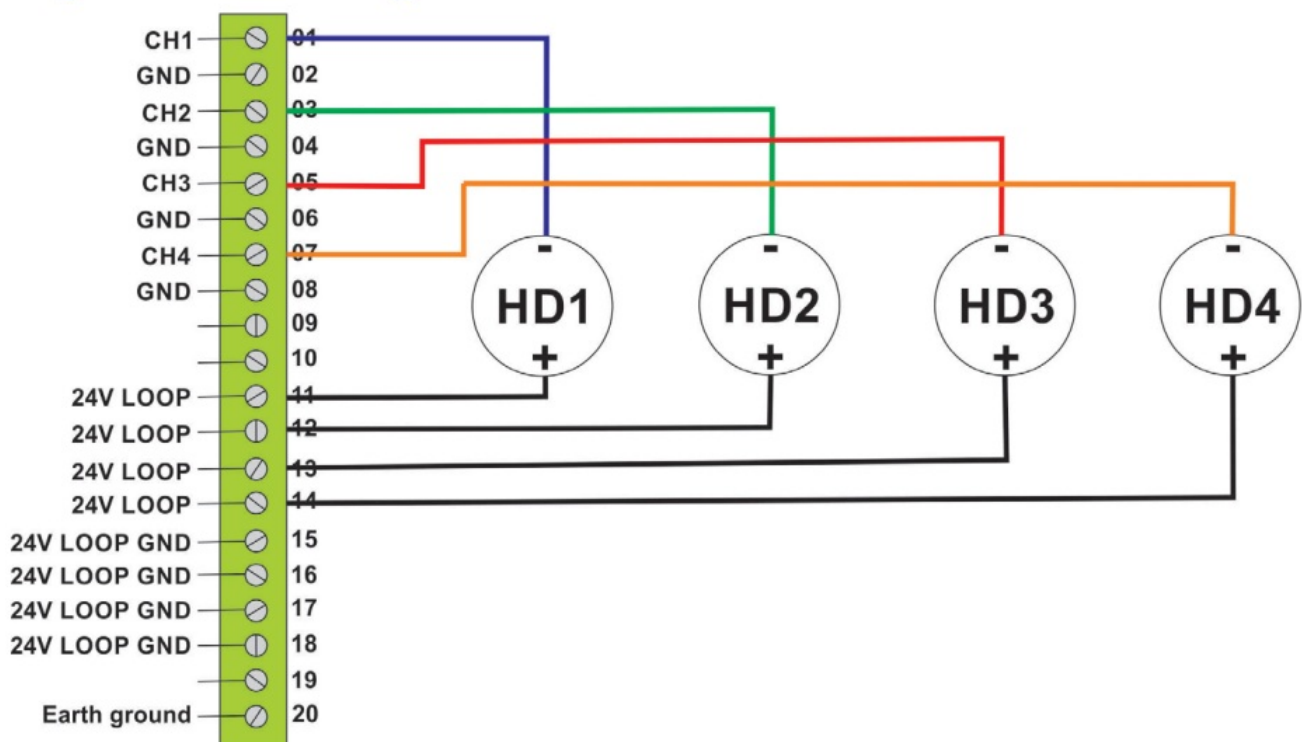 CH1 01
GND 02
CH2 03
GND 04
CH3 05
GND 06
CH4 07
GND 08
09
10
24V LOOP 11
24V LOOP 12
24V LOOP 13
24V LOOP 14
24V LOOP GND 15
24V LOOP GND 16
24V LOOP GND 17
24V LOOP GND 18
19
Earth ground 20
- - - -
HD1 HD2 HD3 HD4
+ + + +